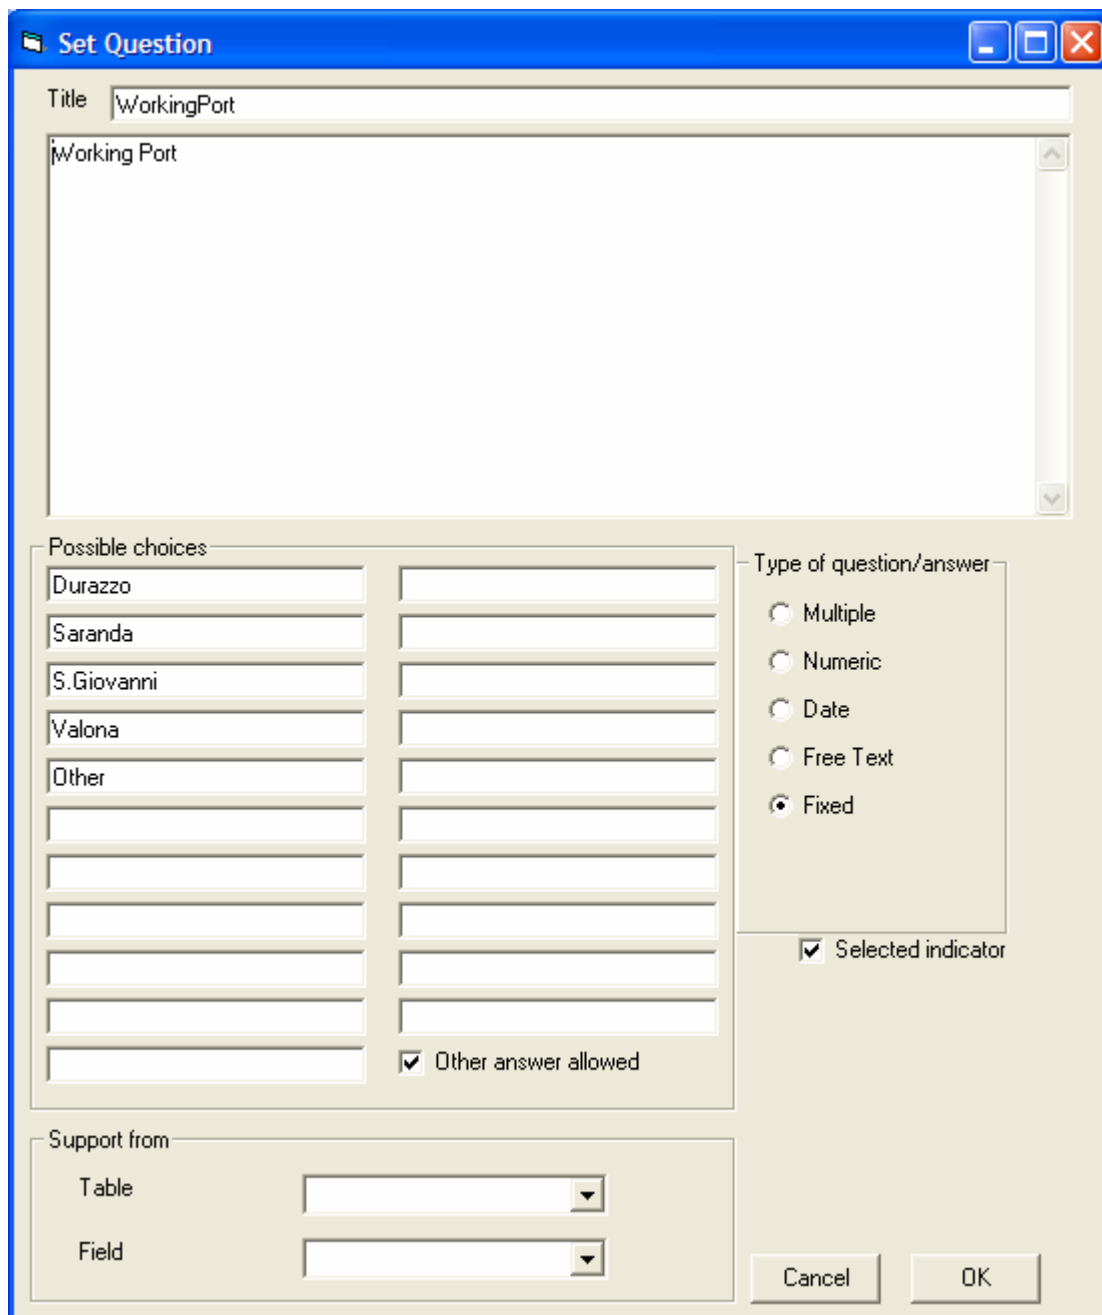 Set Question
Title WorkingPort
Working Port
Possible choices
Durazzo
Saranda
S.Giovanni
Valona
Other
Other answer allowed
Type of question/answer
Multiple
Numeric
Date
Free Text
Fixed
Selected indicator
Support from
Table
Field
Cancel OK